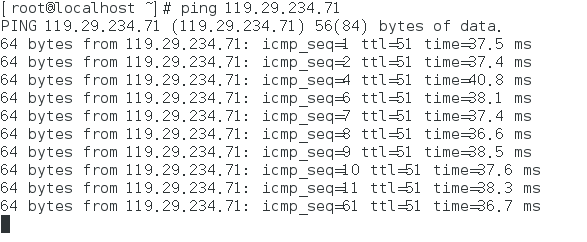 [root@localhost ~]# ping 119.29.234.71
PING 119.29.234.71 (119.29.234.71) 56(84) bytes of data.
64 bytes from 119.29.234.71: icmp_seq=1 ttl=51 time=37.5 ms
64 bytes from 119.29.234.71: icmp_seq=2 ttl=51 time=37.4 ms
64 bytes from 119.29.234.71: icmp_seq=4 ttl=51 time=40.8 ms
64 bytes from 119.29.234.71: icmp_seq=6 ttl=51 time=38.1 ms
64 bytes from 119.29.234.71: icmp_seq=7 ttl=51 time=37.4 ms
64 bytes from 119.29.234.71: icmp_seq=8 ttl=51 time=36.6 ms
64 bytes from 119.29.234.71: icmp_seq=9 ttl=51 time=38.5 ms
64 bytes from 119.29.234.71: icmp_seq=10 ttl=51 time=37.6 ms
64 bytes from 119.29.234.71: icmp_seq=11 ttl=51 time=38.3 ms
64 bytes from 119.29.234.71: icmp_seq=61 ttl=51 time=36.7 ms